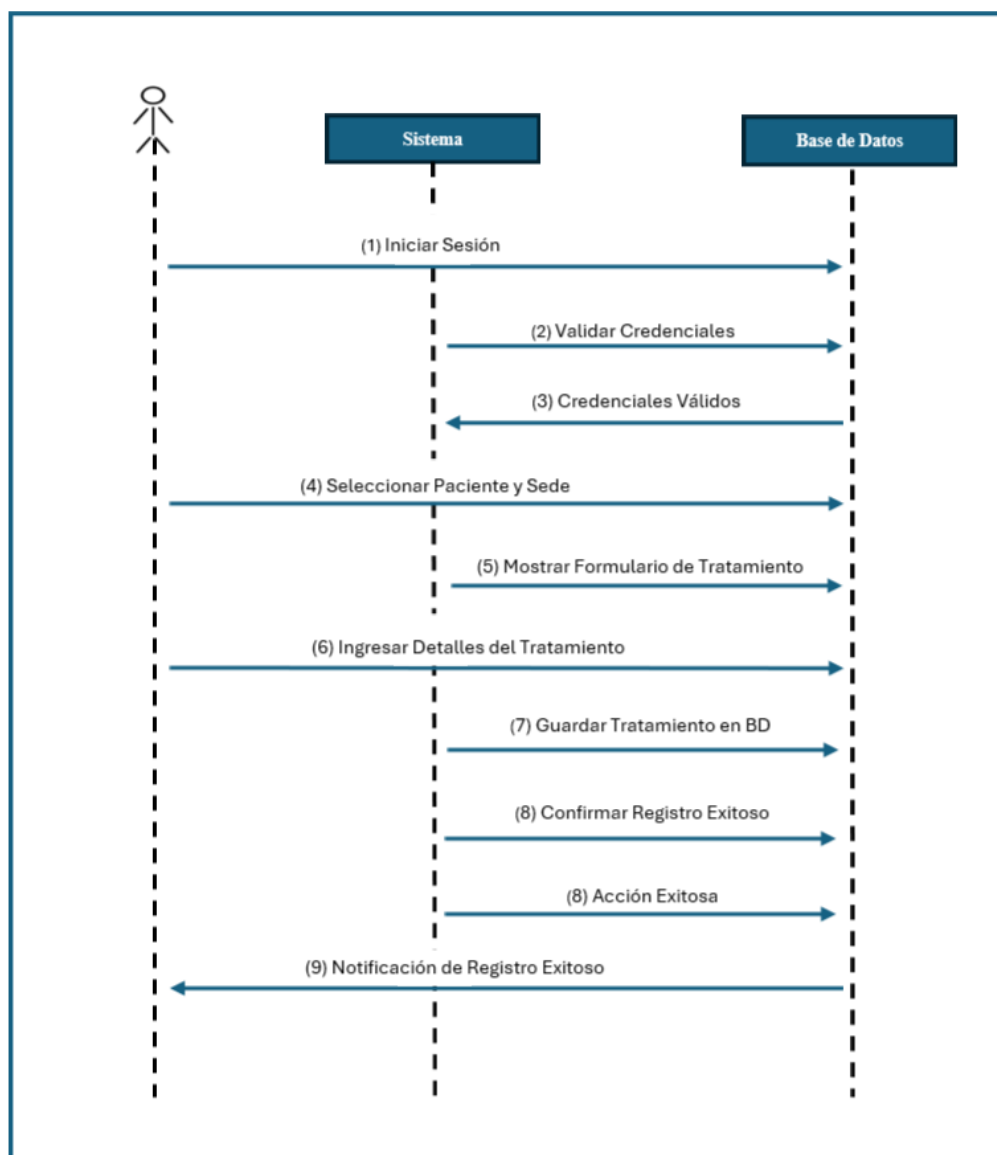 Sistema
Base de Datos
(1) Iniciar Sesión
(2) Validar Credenciales
(3) Credenciales Válidos
(4) Seleccionar Paciente y Sede
(5) Mostrar Formulario de Tratamiento
(6) Ingresar Detalles del Tratamiento
(7) Guardar Tratamiento en BD
(8) Confirmar Registro Exitoso
(8) Acción Exitosa
(9) Notificación de Registro Exitoso